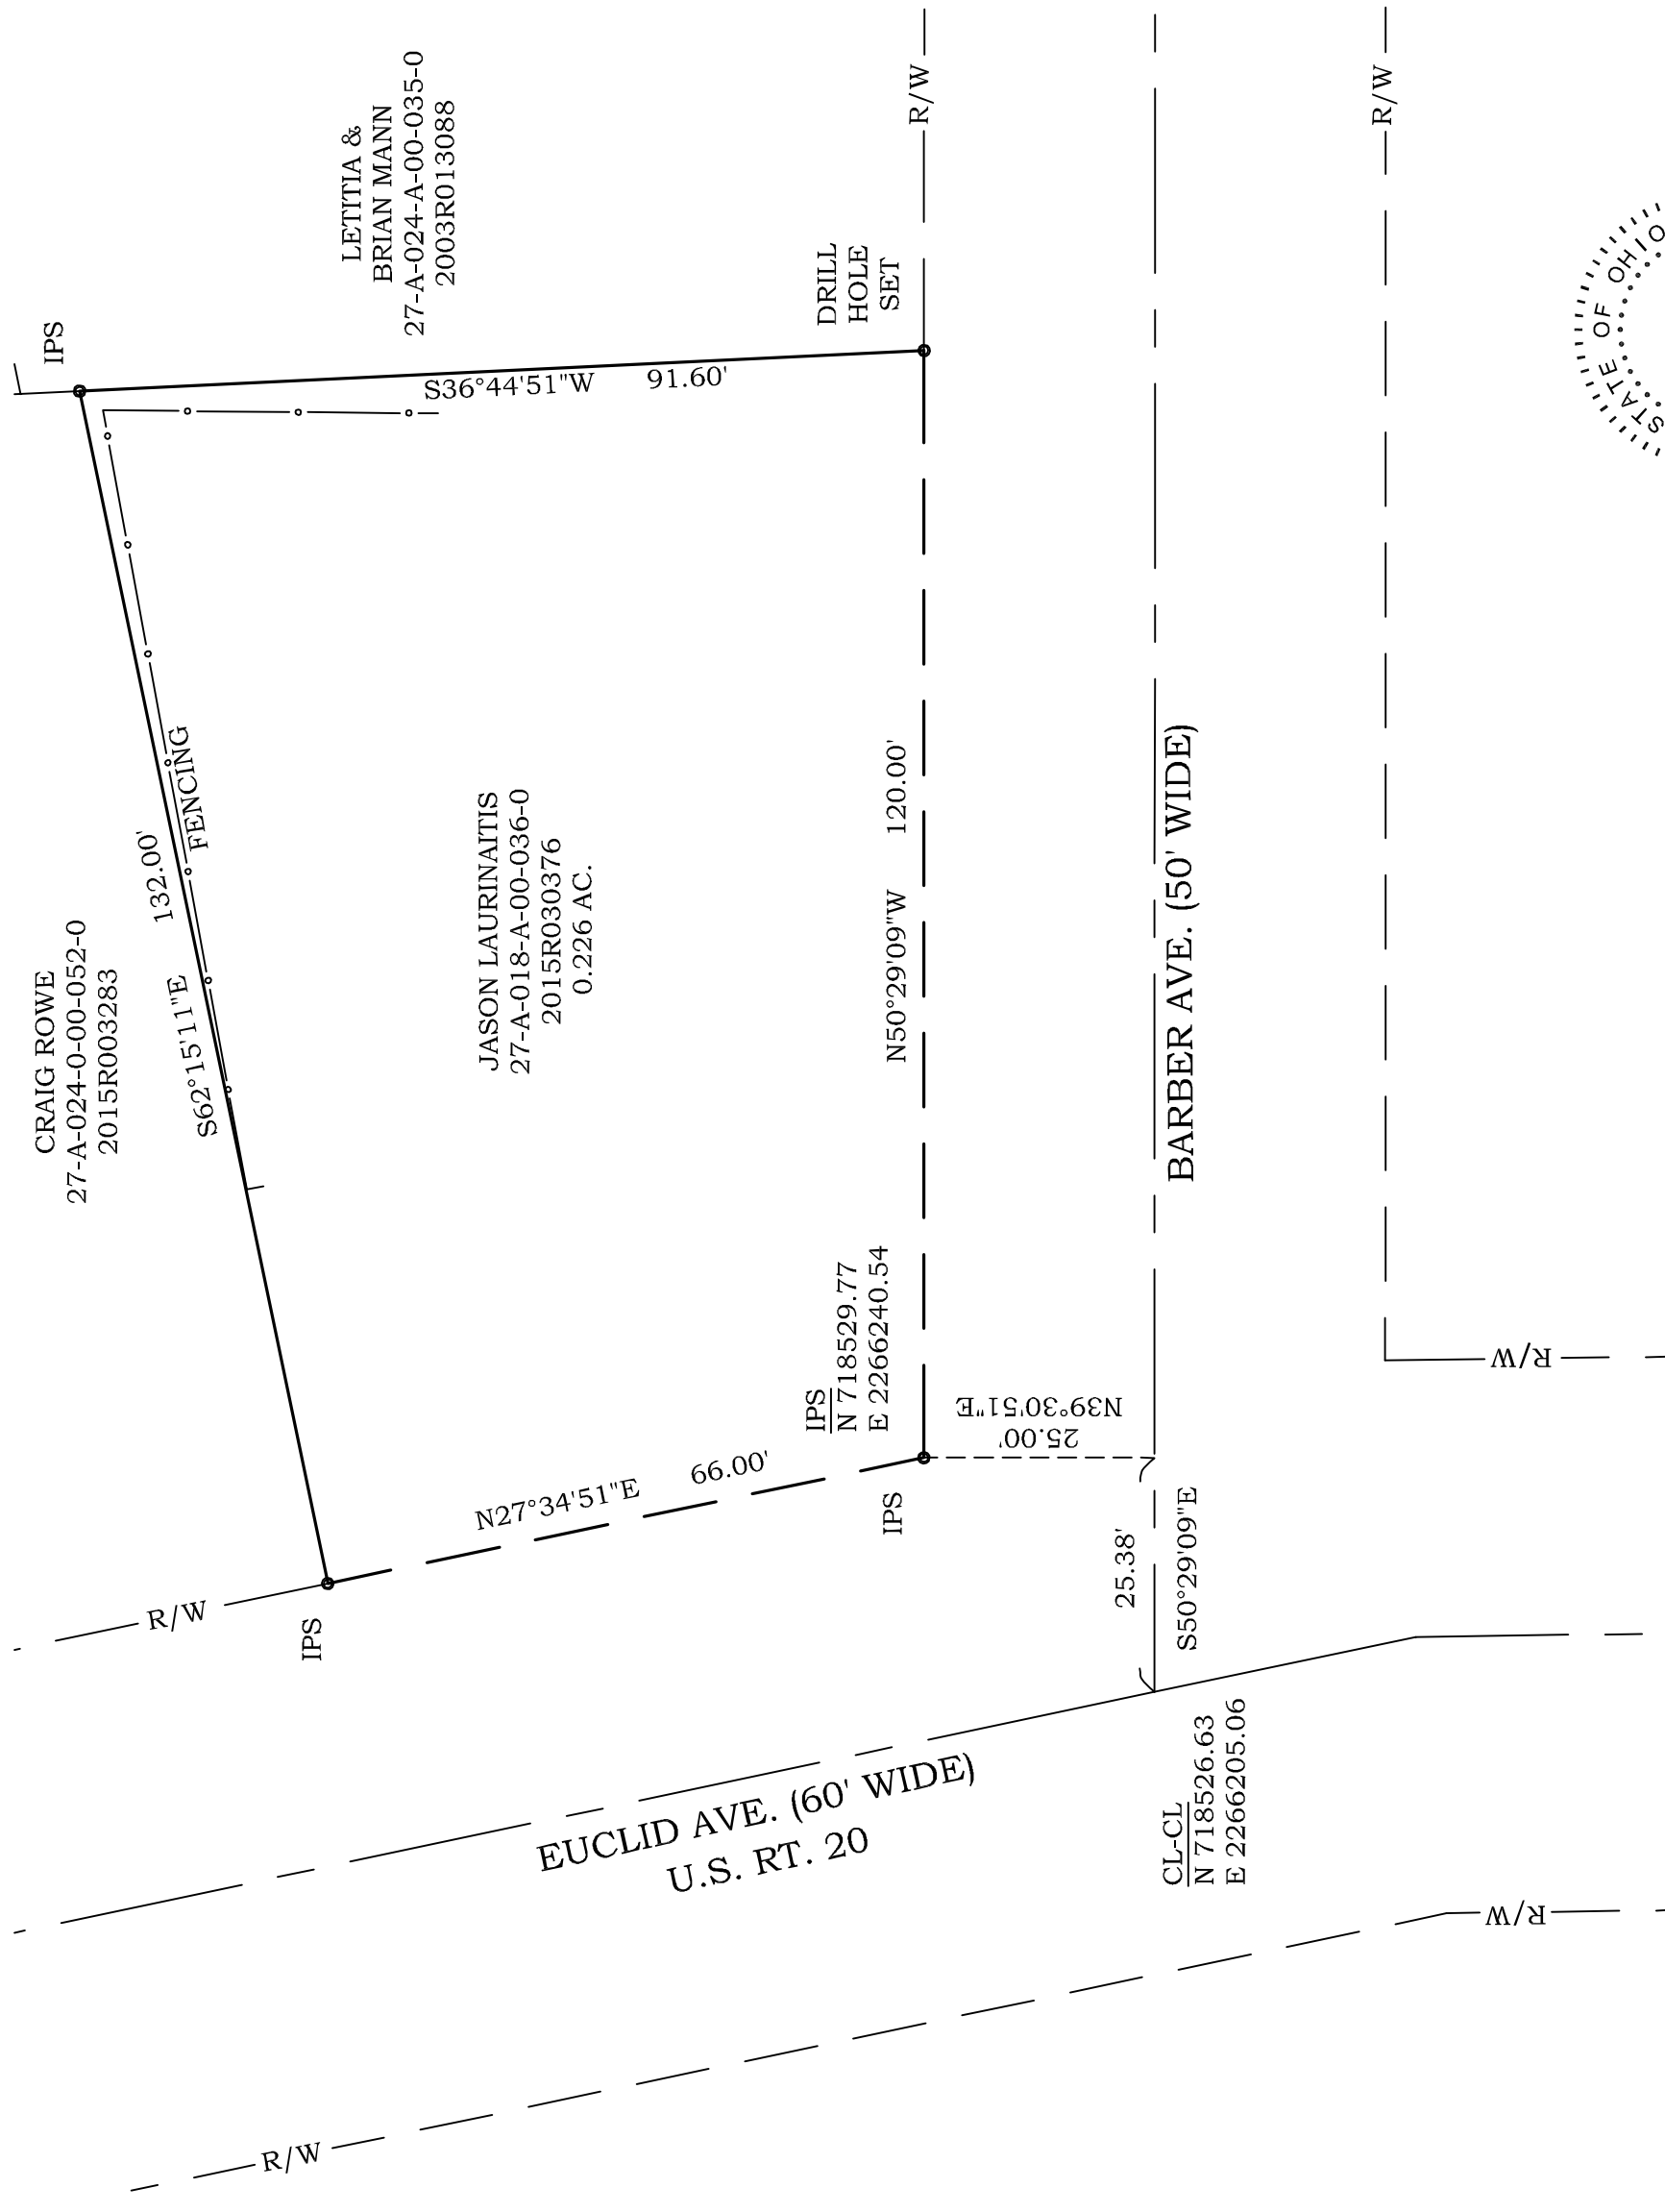 CRAIG ROWE
27-A-024-0-00-052-0
2015R003283
LETITIA &
BRIAN MANN
27-A-024-A-00-035-0
2003R013088
IPS
S62°15'11"E 132.00'
FENCING
S36°44'51"W 91.60'
DRILL
HOLE
SET
JASON LAURINAITIS
27-A-018-A-00-036-0
2015R030376
0.226 AC.
N50°29'09"W 120.00'
IPS
N 718529.77
E 2266240.54
IPS
N27°34'51"E 66.00'
IPS
R/W
R/W
R/W
BARBER AVE. (50' WIDE)
N39°30'51"E
25.00'
25.38'
S50°29'09"E
CL-CL
N 718526.63
E 2266205.06
EUCLID AVE. (60' WIDE)
U.S. RT. 20
R/W
R/W
R/W
STATE OF OHIO